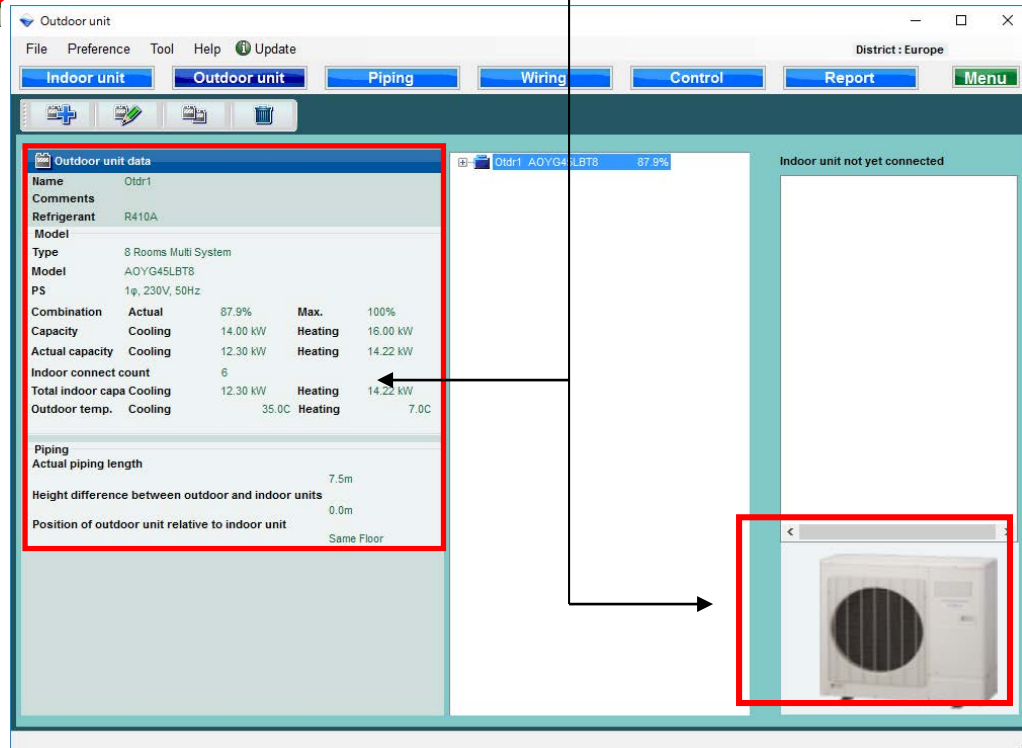 Outdoor unit
File Preference Tool Help Update District : Europe
Indoor unit Outdoor unit Piping Wiring Control Report Menu
Outdoor unit data
Name Otdr1
Comments
Refrigerant R410A
Model
Type 8 Rooms Multi System
Model AOYG45LBT8
PS 1φ, 230V, 50Hz
Combination Actual 87.9% Max. 100%
Capacity Cooling 14.00 kW Heating 16.00 kW
Actual capacity Cooling 12.30 kW Heating 14.22 kW
Indoor connect count 6
Total indoor capa Cooling 12.30 kW Heating 14.22 kW
Outdoor temp. Cooling 35.0C Heating 7.0C
Piping
Actual piping length
7.5m
Height difference between outdoor and indoor units
0.0m
Position of outdoor unit relative to indoor unit
Same Floor
Otdr1 AOYG45LBT8 87.9%
Indoor unit not yet connected